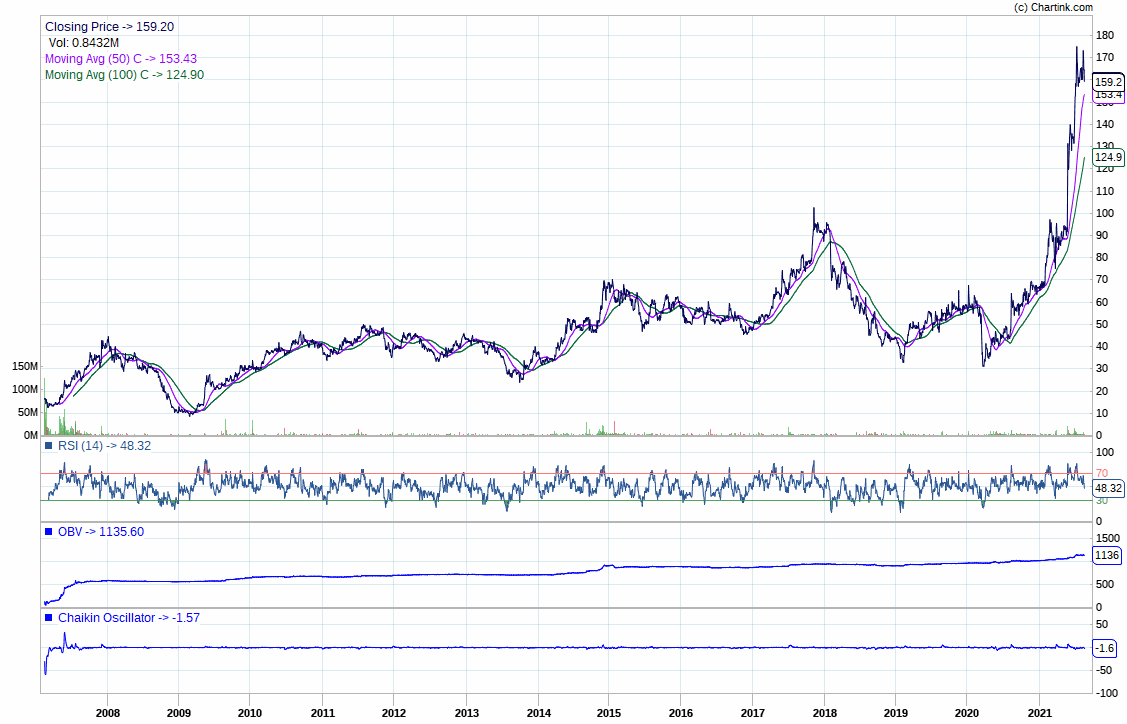 (c) Chartink.com
Closing Price -> 159.20
Vol: 0.8432M
Moving Avg (50) C -> 153.43
Moving Avg (100) C -> 124.90
180
170
159.2
153.4
150
140
130
124.9
120
110
100
90
80
70
60
50
40
30
20
10
0
150M
100M
50M
0M
RSI (14) -> 48.32
100
70
48.32
30
0
OBV -> 1135.60
1500
1136
500
0
Chaikin Oscillator -> -1.57
50
-1.6
-50
-100
2008 2009 2010 2011 2012 2013 2014 2015 2016 2017 2018 2019 2020 2021